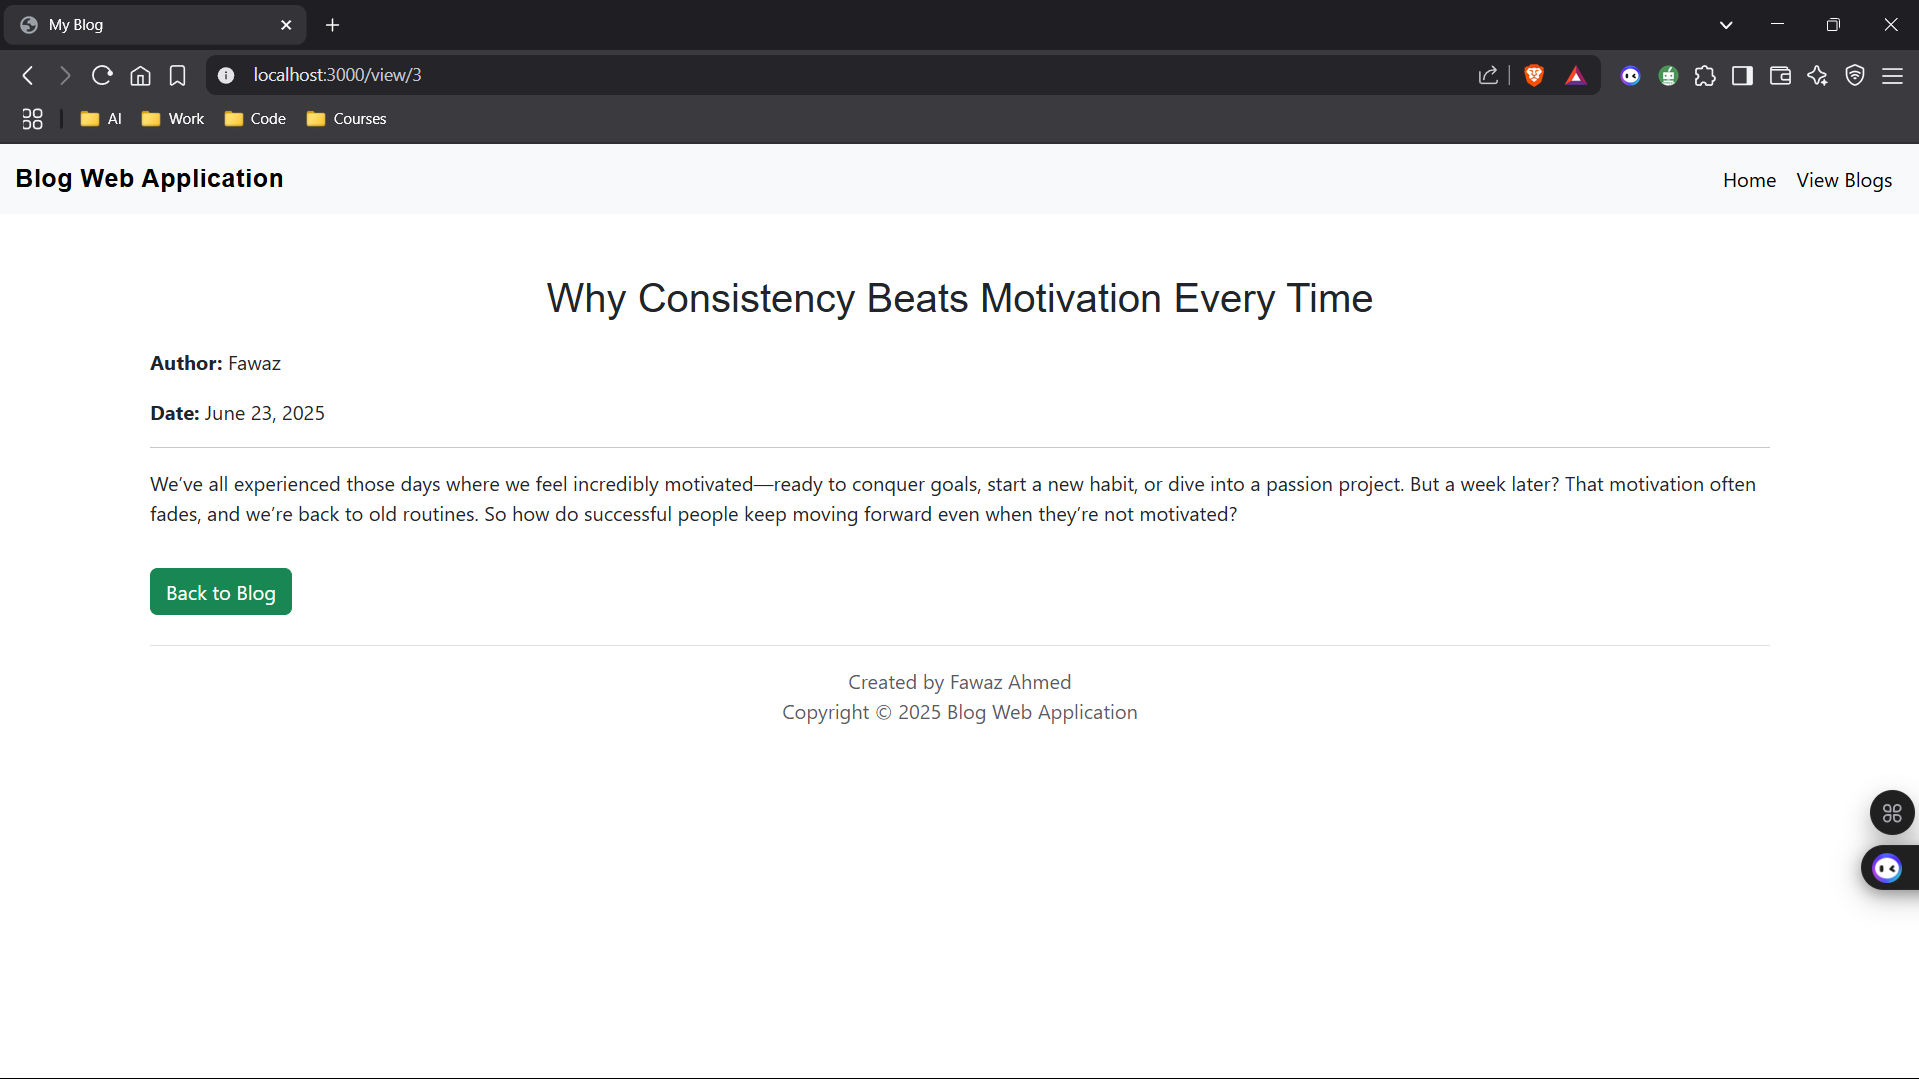 My Blog
localhost:3000/view/3
AI Work Code Courses
Blog Web Application
Home View Blogs
Why Consistency Beats Motivation Every Time
Author: Fawaz
Date: June 23, 2025
We’ve all experienced those days where we feel incredibly motivated—ready to conquer goals, start a new habit, or dive into a passion project. But a week later? That motivation often
fades, and we’re back to old routines. So how do successful people keep moving forward even when they’re not motivated?
Back to Blog
Created by Fawaz Ahmed
Copyright © 2025 Blog Web Application